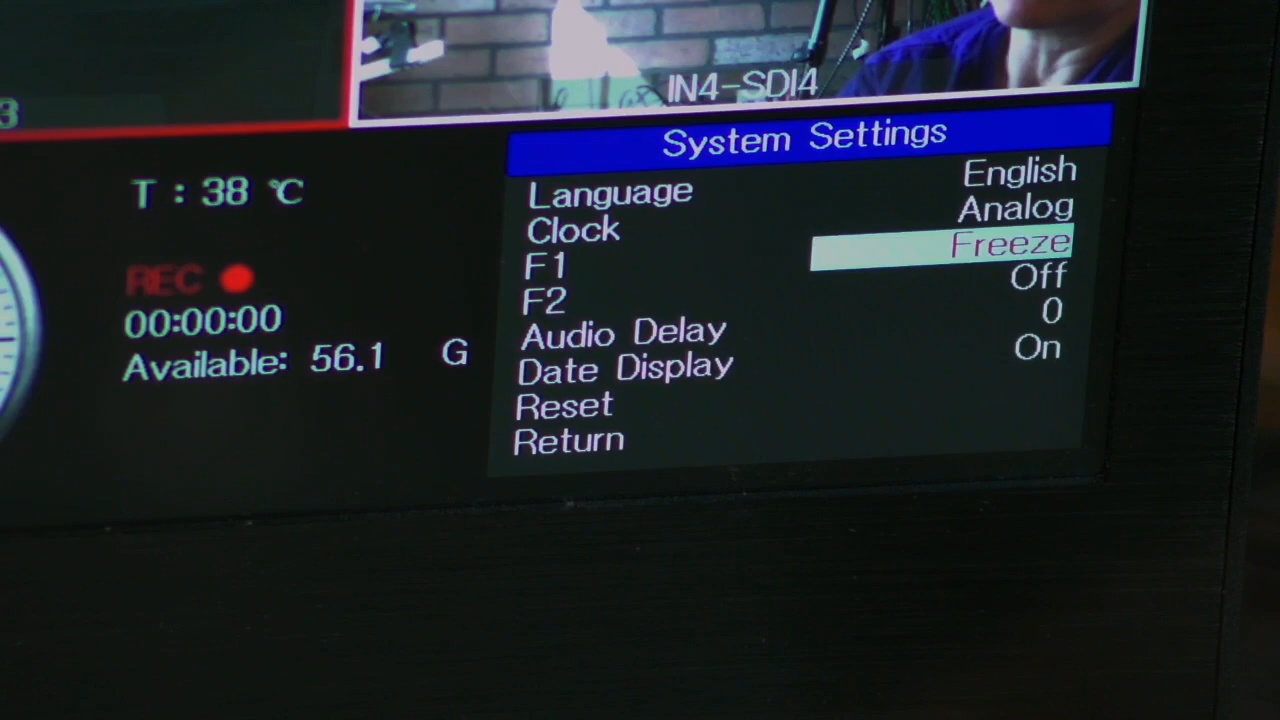 IN4-SDI4
3
System Settings
T : 38 °C
Language English
Clock Analog
F1 Freeze
F2 Off
Audio Delay 0
Date Display On
Reset
Return
REC
00:00:00
Available: 56.1 G